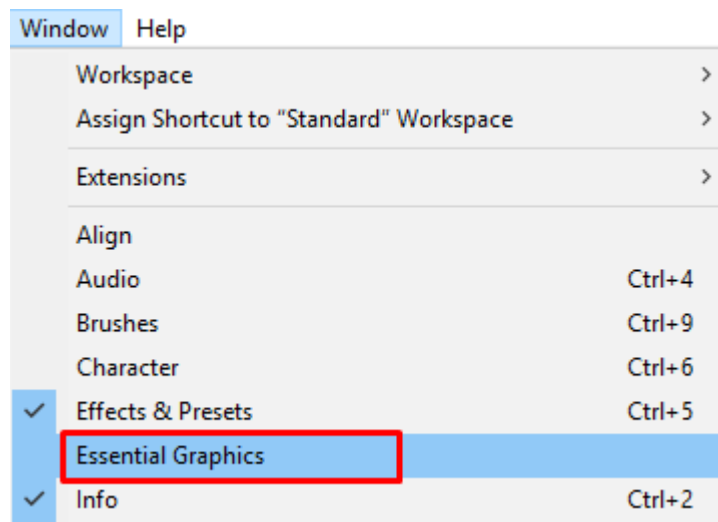 Window Help
Workspace
Assign Shortcut to “Standard” Workspace
Extensions
Align
Audio Ctrl+4
Brushes Ctrl+9
Character Ctrl+6
Effects & Presets Ctrl+5
Essential Graphics
Info Ctrl+2